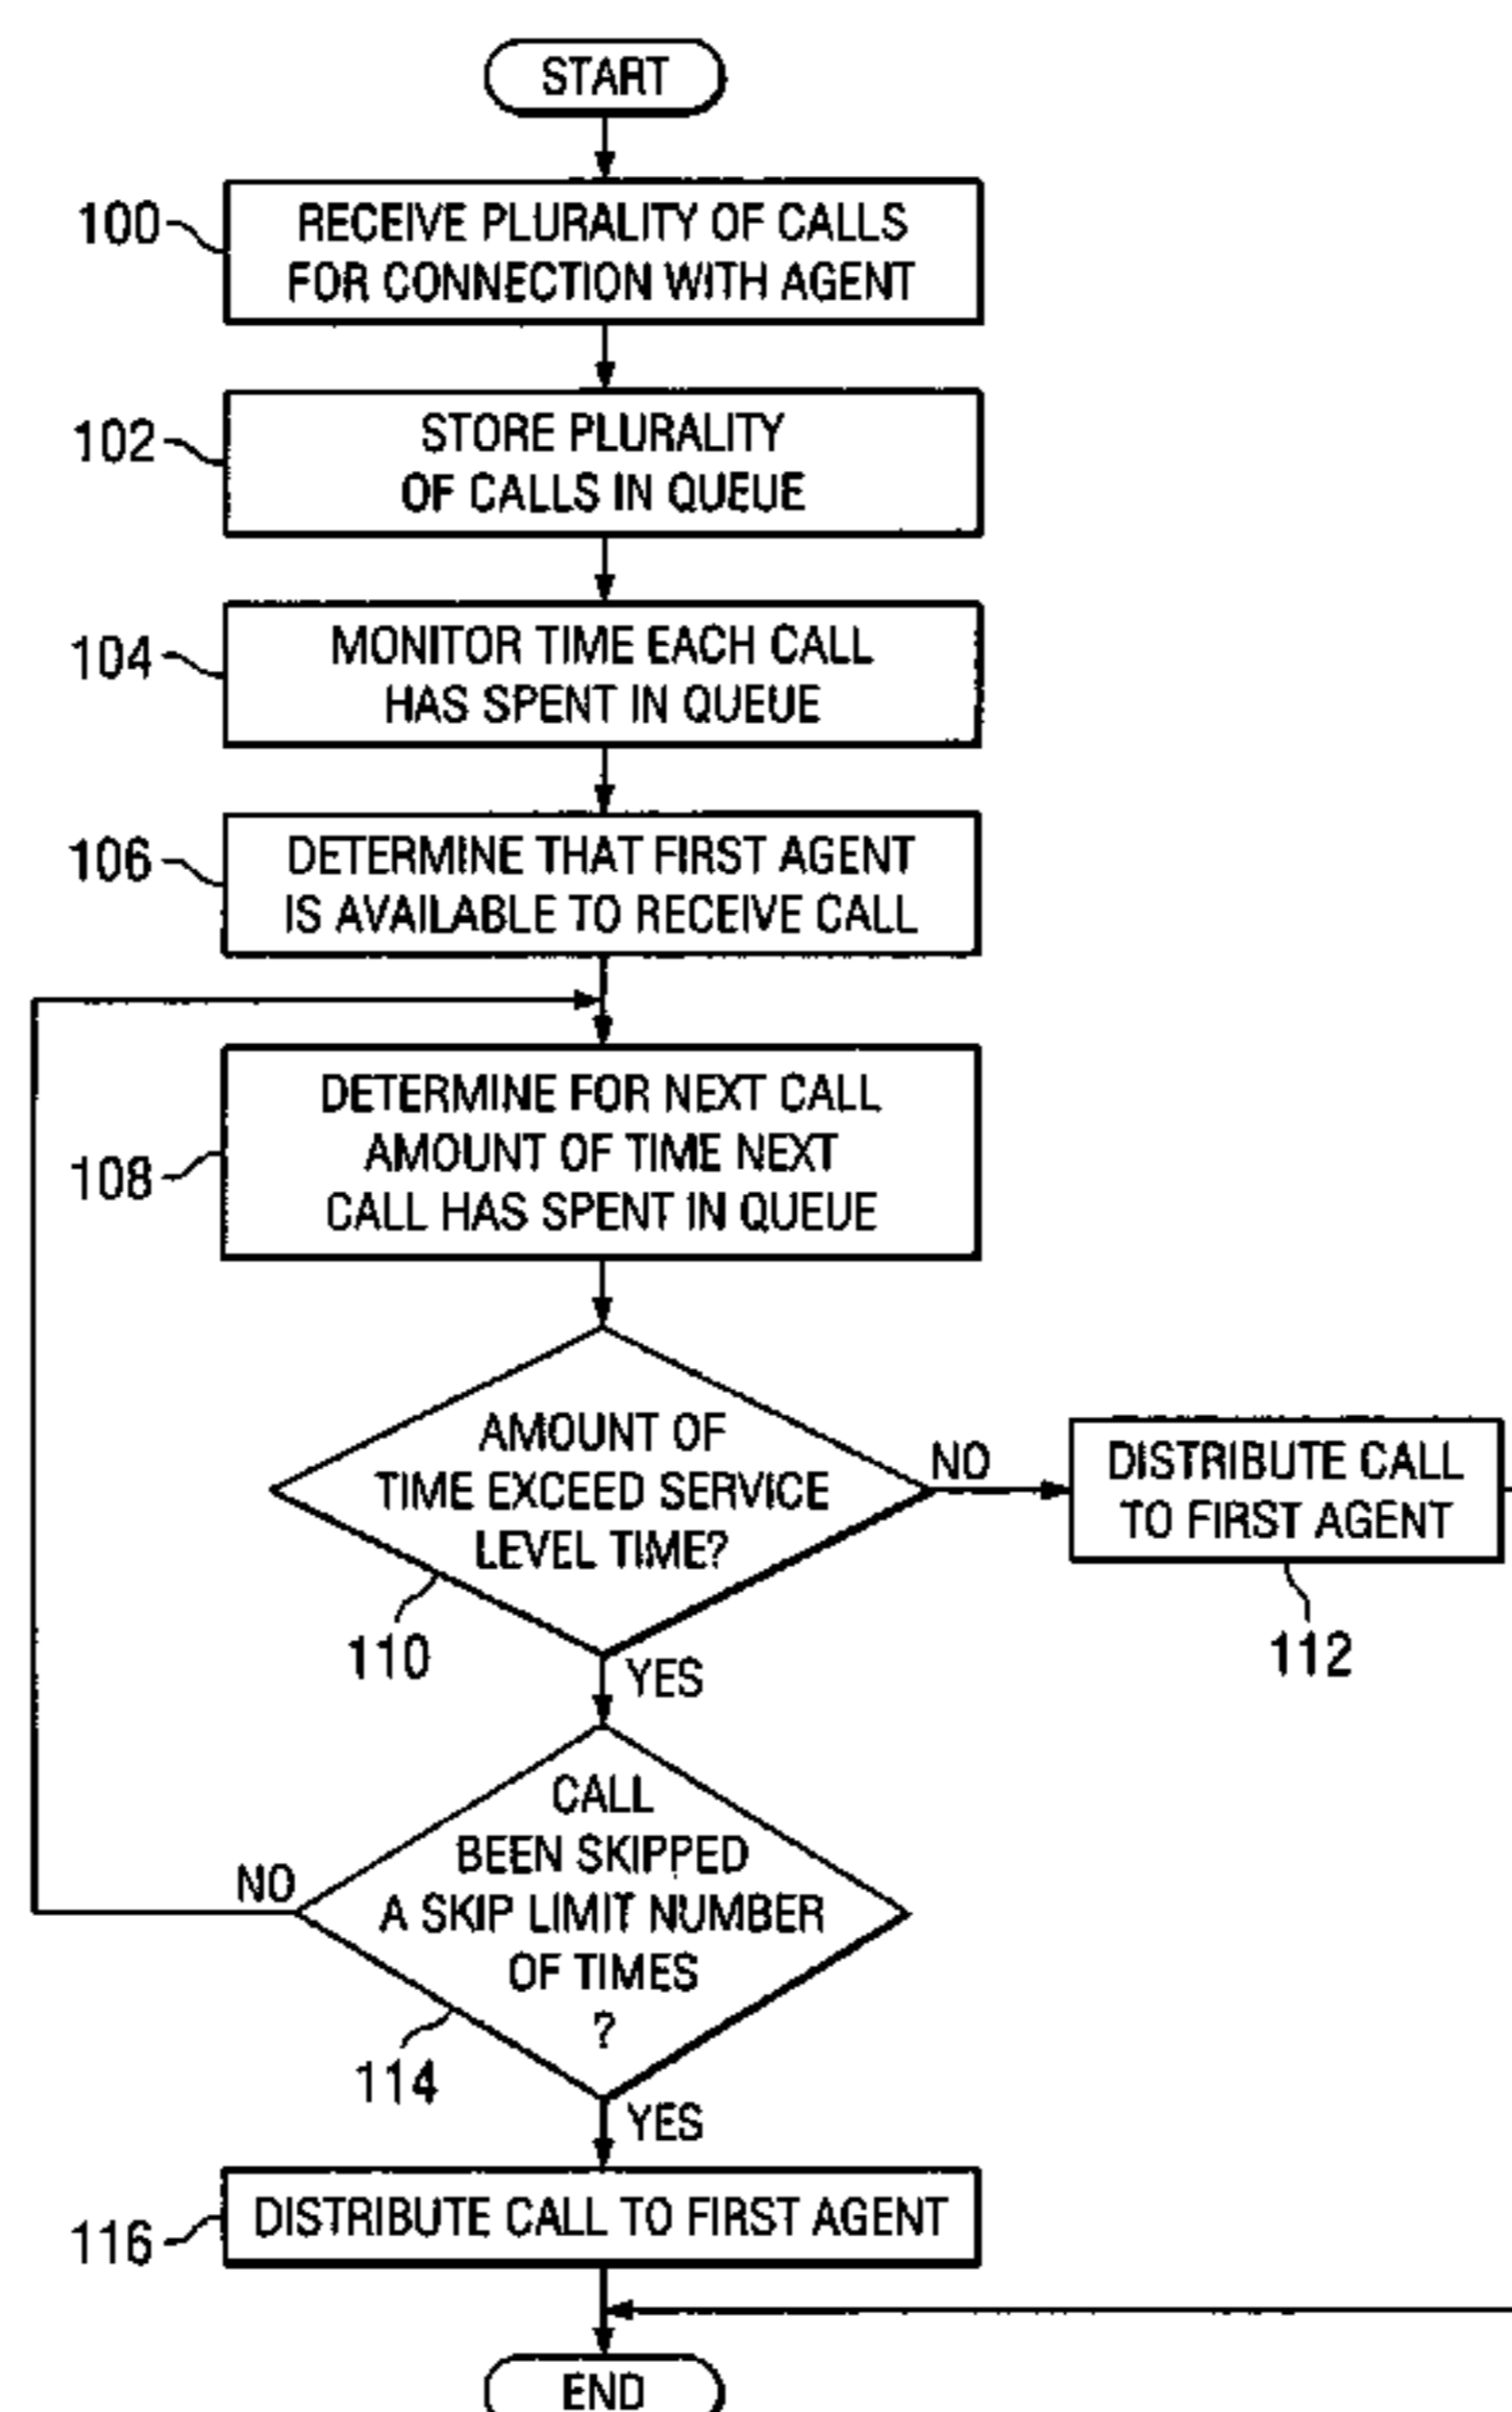 START
100
RECEIVE PLURALITY OF CALLS
FOR CONNECTION WITH AGENT
102
STORE PLURALITY
OF CALLS IN QUEUE
104
MONITOR TIME EACH CALL
HAS SPENT IN QUEUE
106
DETERMINE THAT FIRST AGENT
IS AVAILABLE TO RECEIVE CALL
108
DETERMINE FOR NEXT CALL
AMOUNT OF TIME NEXT
CALL HAS SPENT IN QUEUE
AMOUNT OF
TIME EXCEED SERVICE
LEVEL TIME?
110
NO
DISTRIBUTE CALL
TO FIRST AGENT
112
YES
CALL
BEEN SKIPPED
A SKIP LIMIT NUMBER
OF TIMES
?
114
NO
YES
116
DISTRIBUTE CALL TO FIRST AGENT
END